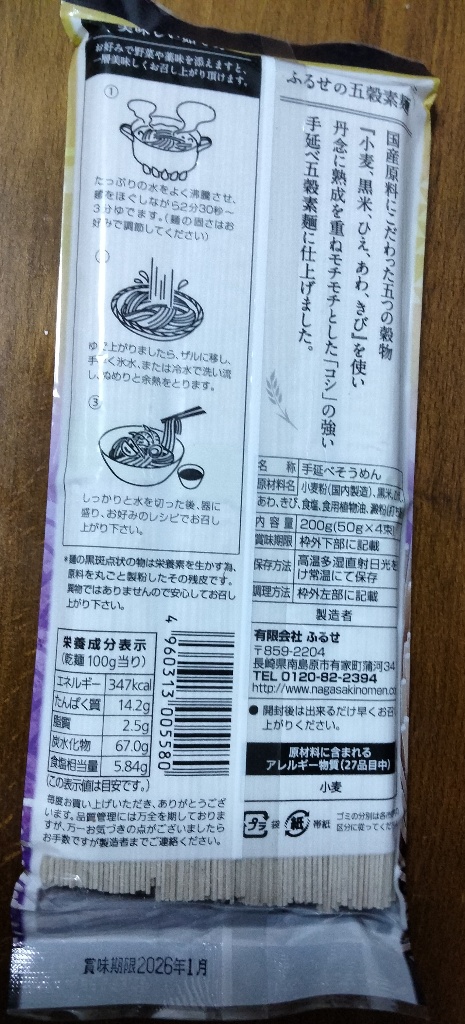 お好みで野菜や薬味を添えますと、
一層美味しくお召し上がり頂けます。
①
たっぷりの水をよく沸騰させ、
麺をほぐしながら2分30秒～
3分ゆでます。(麺の固さはお
好みで調節してください)
ゆで上がりましたら、ザルに移し、
手早く氷水、または冷水で洗い流
し、ぬめりと余熱をとります。
③
しっかりと水を切った後、器に
盛り、お好みのレシピでお召し
上がり下さい。
*麺の黒斑点状の物は栄養素を生かす為、
原料を丸ごと製粉したその残皮です。
異物ではありませんので安心してお召し
上がり下さい。
栄養成分表示
(乾麺100g当り)
エネルギー 347kcal
たんぱく質 14.2g
脂質 2.5g
炭水化物 67.0g
食塩相当量 5.84g
(この表示値は目安です。)
4 960313 005580
毎度お買い上げいただき、ありがとうござ
います。品質管理には万全を期しております
が、万一お気づきの点がございましたら
お手数ですが製造者までご連絡ください。
ふるせの五穀素麺
国産原料にこだわった五つの穀物
『小麦、黒米、ひえ、あわ、きび』を使い
丹念に熟成を重ねモチモチとした「コシ」の強い
手延べ五穀素麺に仕上げました。
名 称 手延べそうめん
原材料名 小麦粉(国内製造)、黒米、
あわ、きび、食塩、食用植物油、澱粉
内 容 量 200g(50g×4束)
賞味期限 枠外下部に記載
保存方法 高温多湿直射日光を
け常温にて保存
調理方法 枠外左部に記載
製造者
有限会社 ふるせ
〒859-2204
長崎県南島原市有家町蒲河34
TEL 0120-82-2394
http://www.nagasakinomen.co
● 開封後は出来るだけ早くお召
上がりください。
原材料に含まれる
アレルギー物質(27品目中)
小麦
プラ 袋 紙 帯紙
ゴミの分別は各
区分に従ってくだ
賞味期限2026年1月